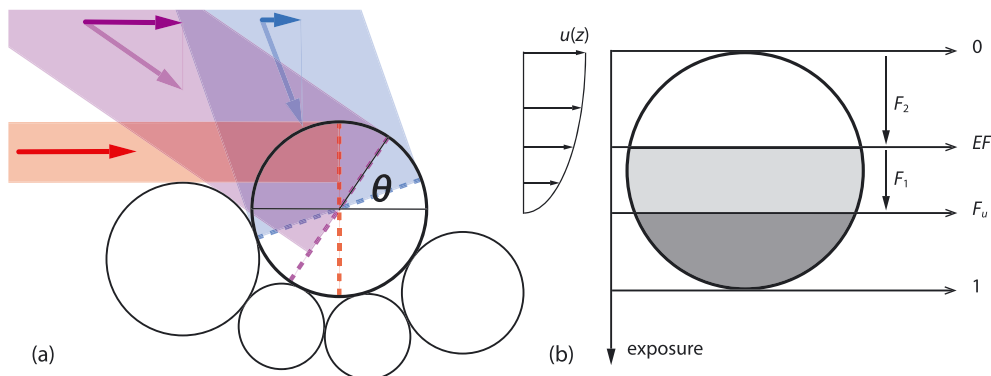 θ
(a)
u(z)
0
F₂
EF
F₁
Fᵤ
1
exposure
(b)